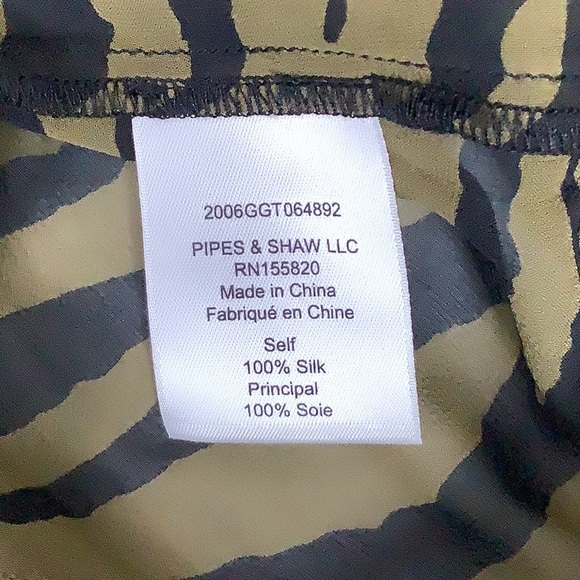 2006GGT064892
PIPES & SHAW LLC
RN155820
Made in China
Fabriqué en Chine
Self
100% Silk
Principal
100% Soie